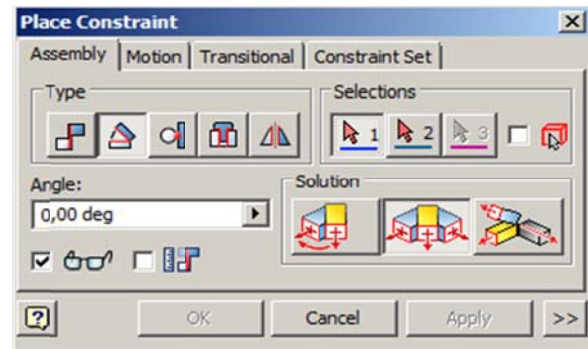 Place Constraint
Assembly Motion Transitional Constraint Set
Type
Selections
1 2 3
Angle:
Solution
0,00 deg
OK Cancel Apply >>